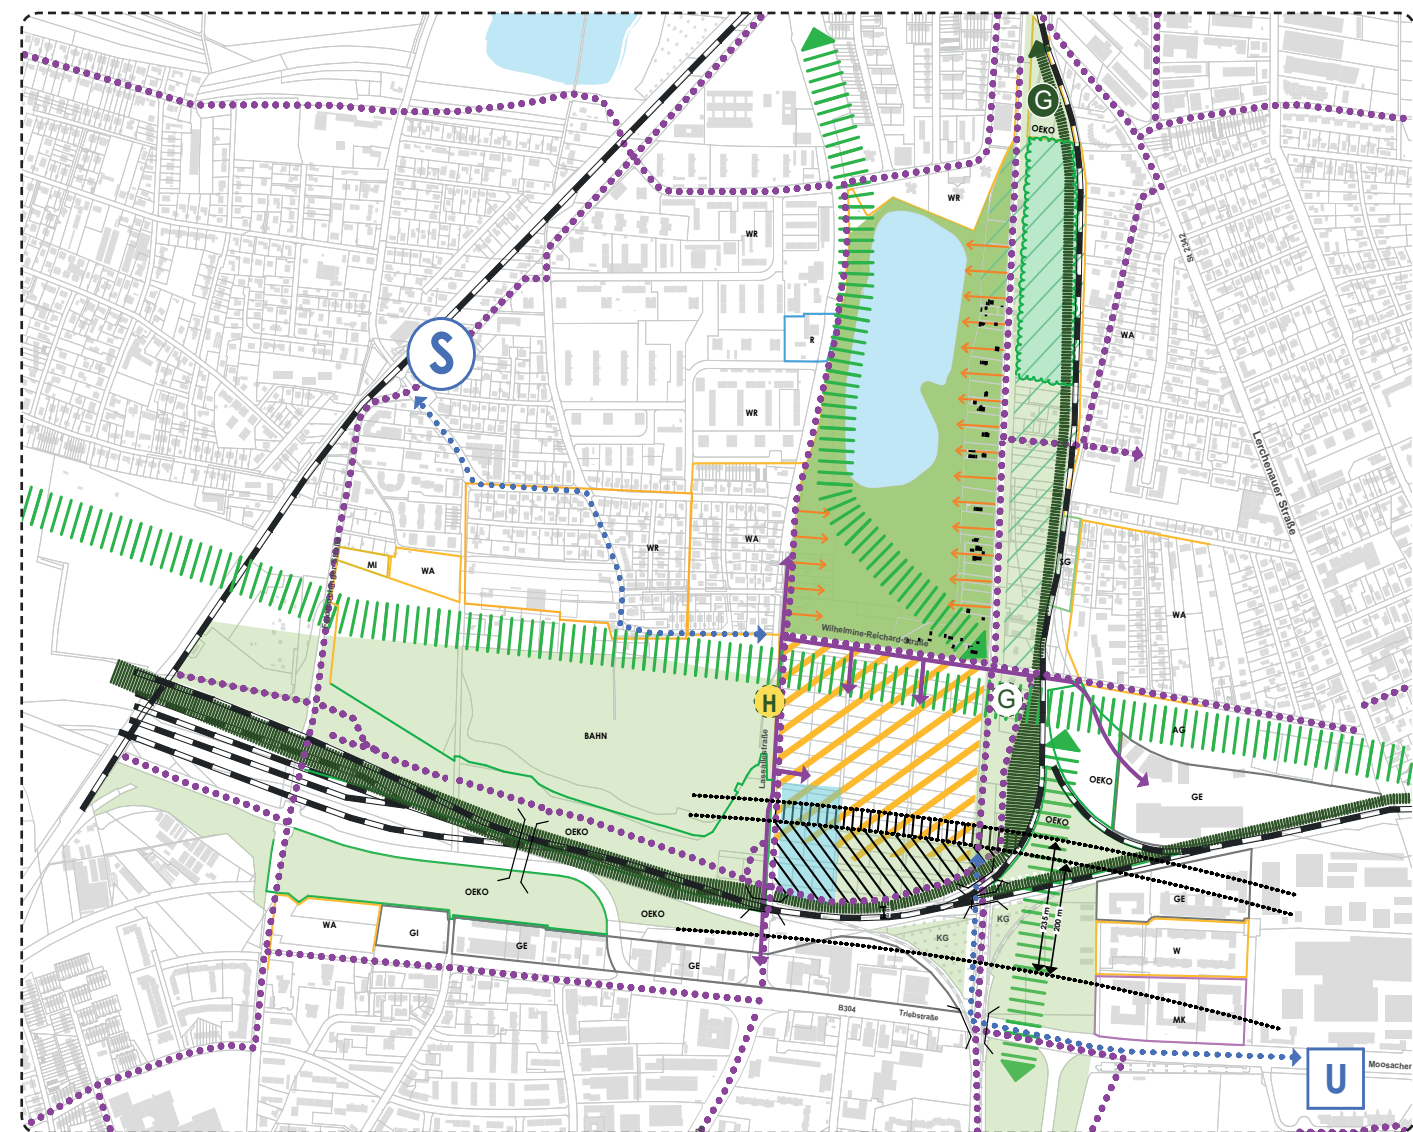 G
OEKO
WR
WR
St 2342
WA
R
S
WR
Lerchenauer Straße
WR
WA
MI
WA
SG
WA
Wilhelmine-Reichard-Straße
H
G
BAHN
Lassallestraße
AG
OEKO
GE
OEKO
OEKO
OEKO
OEKO
WA
GI
GE
GE
KG
KG
235 m
200 m
GE
W
MK
B304
Triebstraße
U
Moosacher